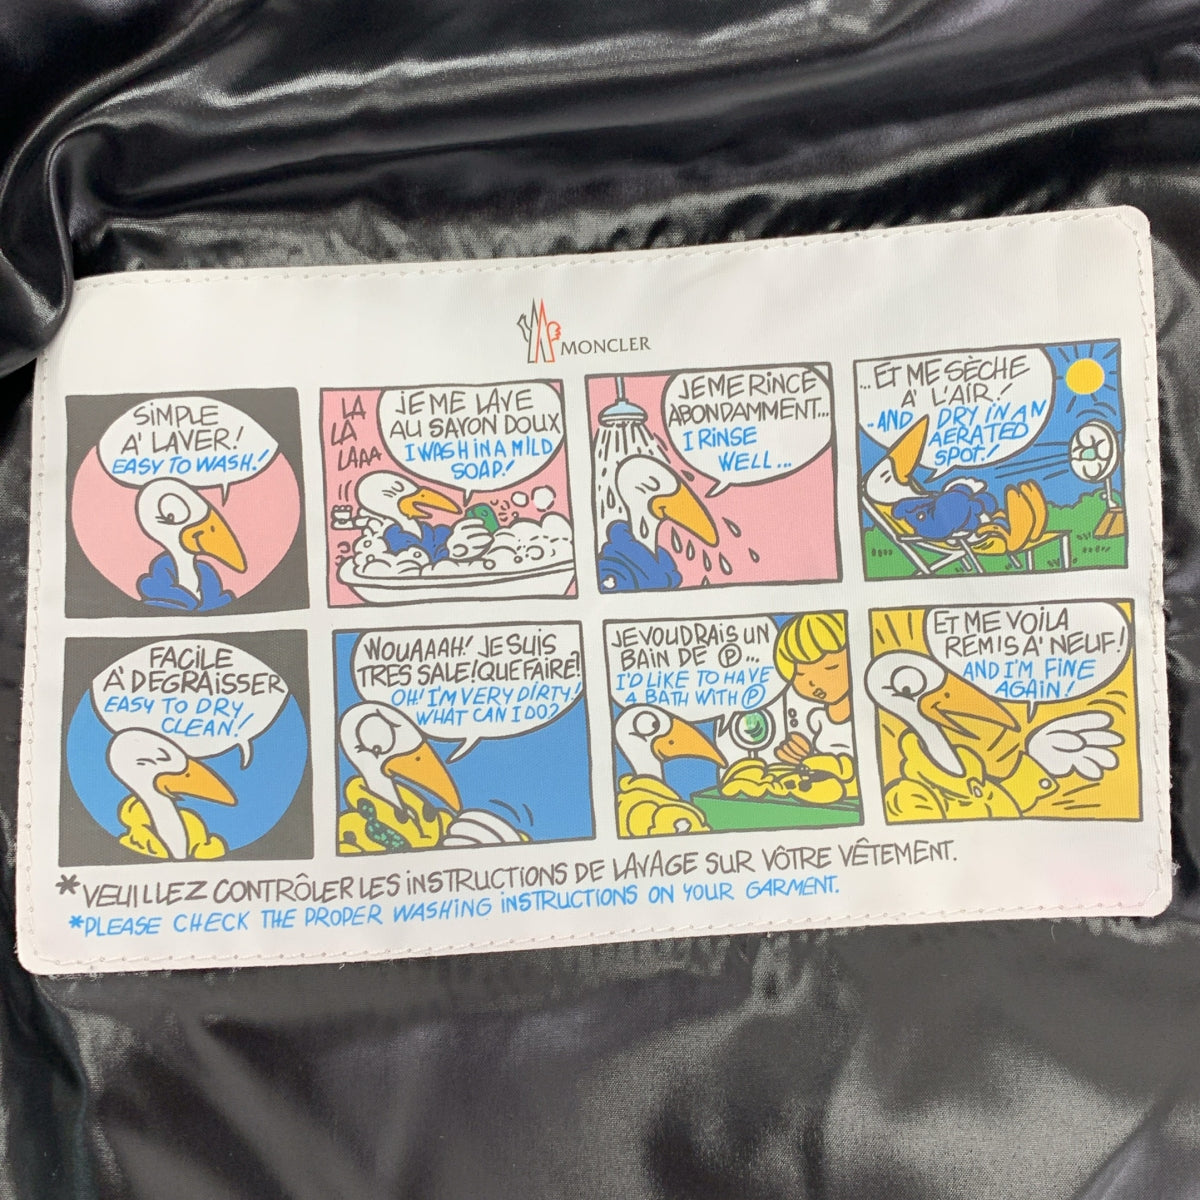 MONCLER
SIMPLE
A' LAVER!
EASY TO WASH!
LA
LA
LAAA
JE ME LAVE
AU SAVON DOUX
I WASH IN A MILD
SOAP!
JE ME RINCE
ABONDAMMENT...
I RINSE
WELL...
...ET ME SÈCHE
A' L'AIR!
-AND DRY IN AN
AERATED
SPOT!
FACILE
A' DEGRAISSER
EASY TO DRY
CLEAN!
WOUAAAH! JE SUIS
TRES SALE! QUE FAIRE?
OH! I'M VERY DIRTY!
WHAT CAN I DO?
JE VOUDRAIS UN
BAIN DE Ⓟ...
I'D LIKE TO HAVE
A BATH WITH Ⓟ
ET ME VOILA
REMIS A' NEUF!
AND I'M FINE
AGAIN!
*VEUILLEZ CONTRÔLER LES INSTRUCTIONS DE LAVAGE SUR VÔTRE VÊTEMENT.
*PLEASE CHECK THE PROPER WASHING INSTRUCTIONS ON YOUR GARMENT.